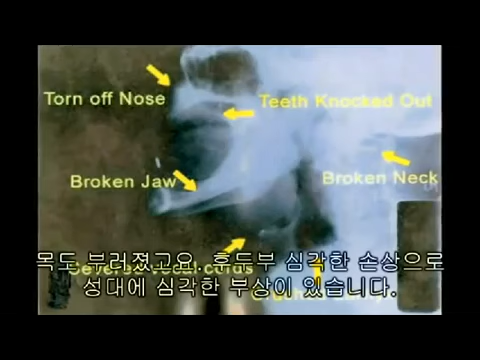 Torn off Nose
Teeth Knocked Out
Broken Jaw
Broken Neck
목도 부러졌고요. 후두부 심각한 손상으로
성대에 심각한 부상이 있습니다.